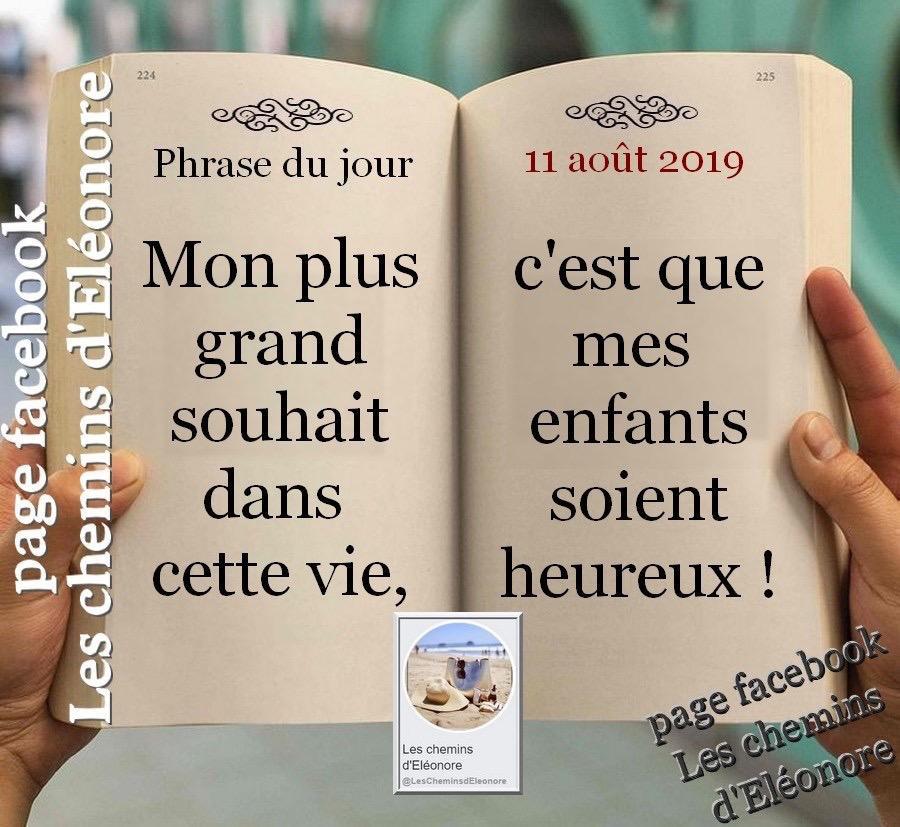 224
Phrase du jour
Mon plus
grand
souhait
dans
cette vie,
225
11 août 2019
c'est que
mes
enfants
soient
heureux !
page facebook
Les chemins d'Eléonore
Les chemins
d'Eléonore
@LesCheminsdEleonore
page facebook
Les chemins
d'Eléonore